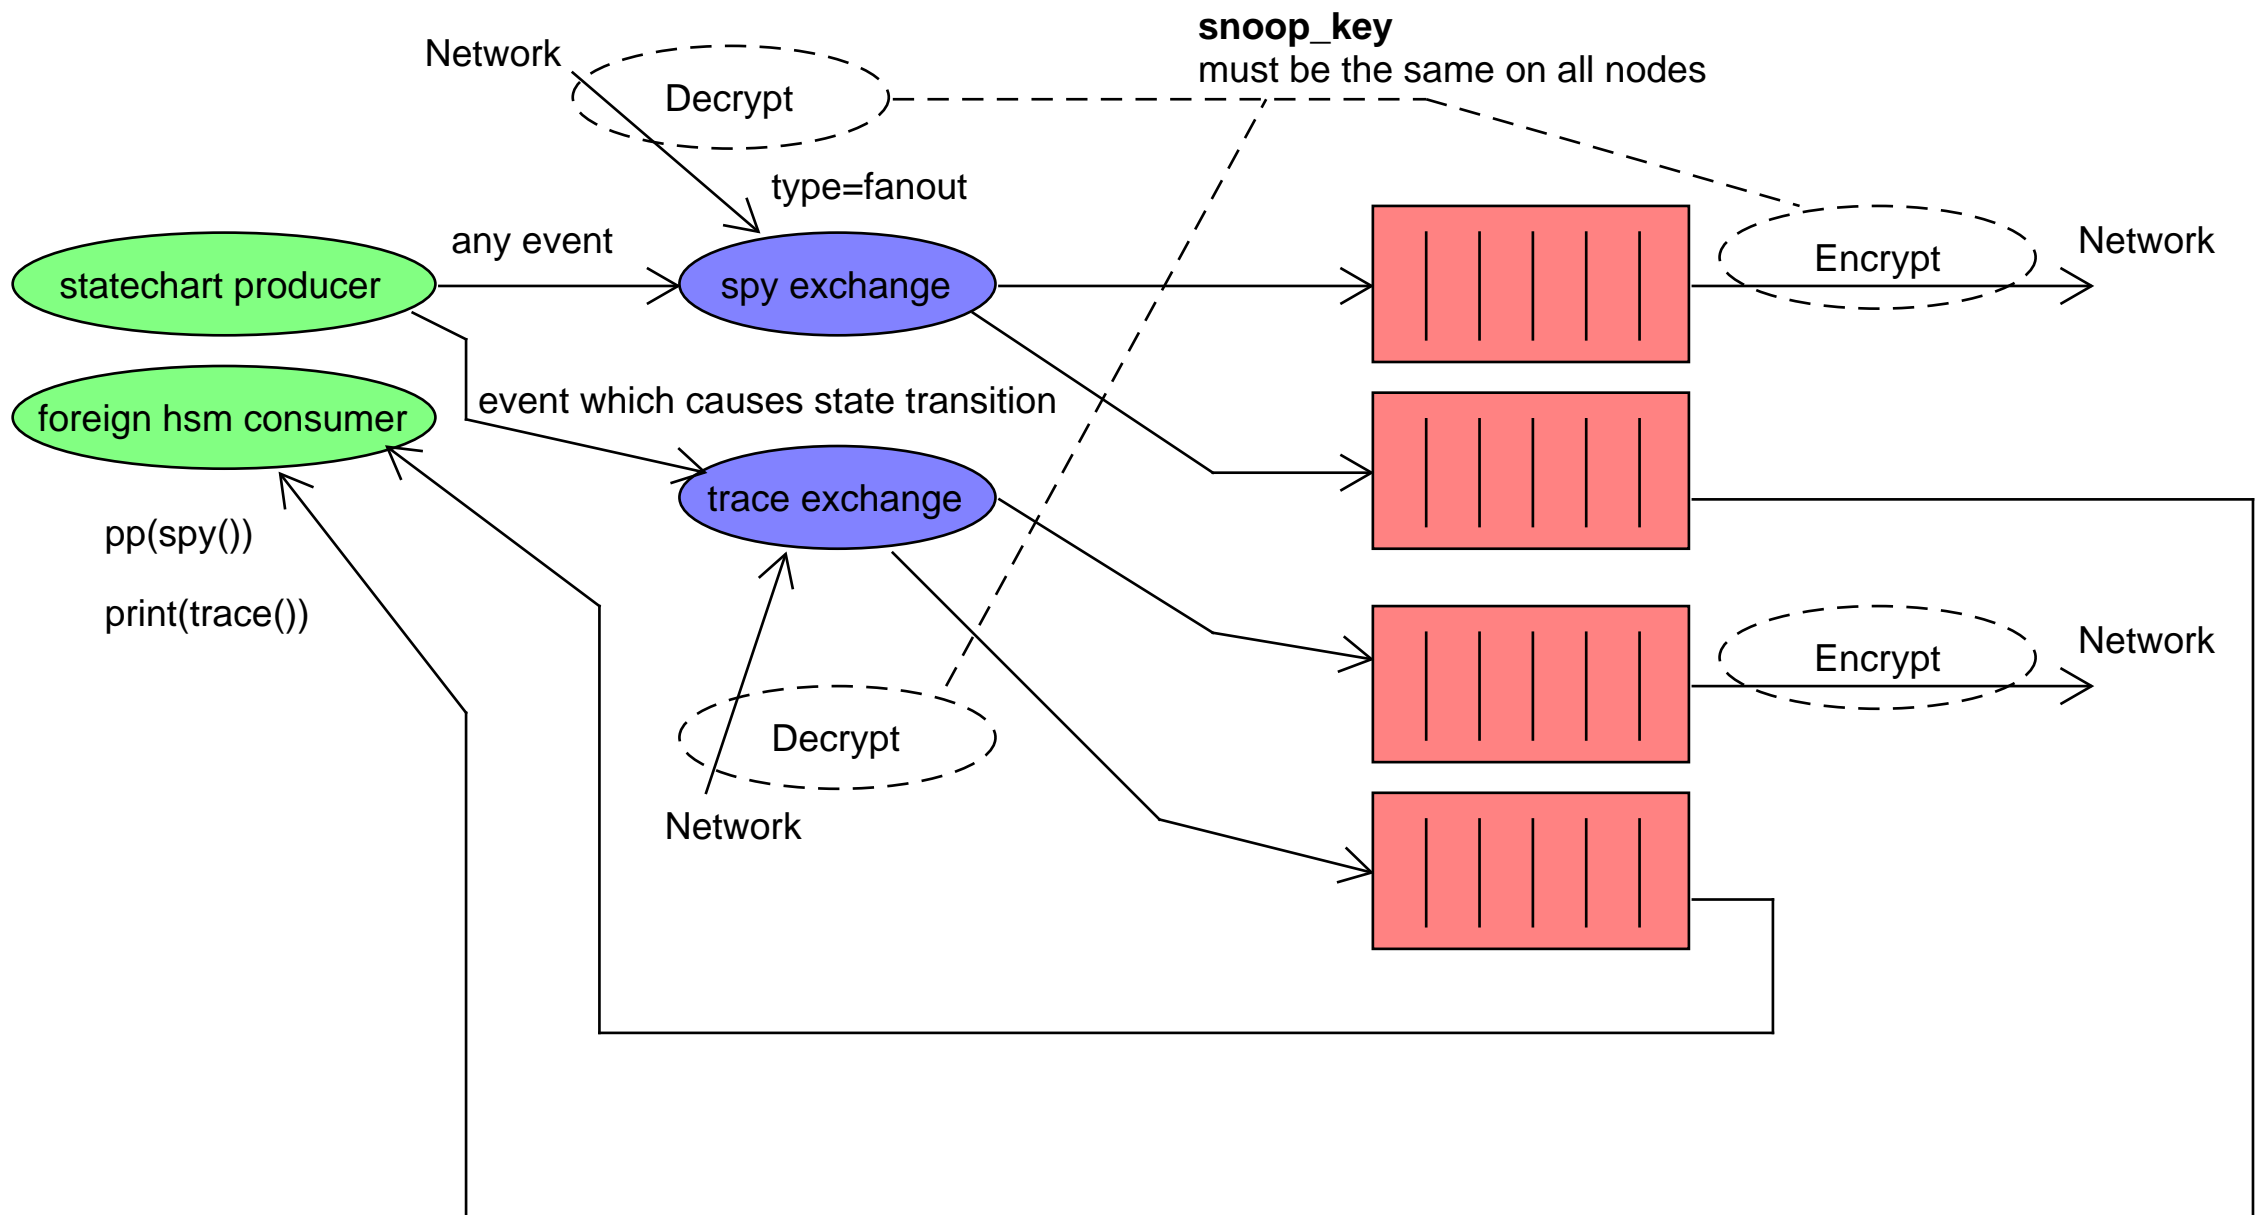 snoop_key
must be the same on all nodes
Network
Decrypt
type=fanout
any event
Network
Encrypt
statechart producer
spy exchange
event which causes state transition
foreign hsm consumer
trace exchange
pp(spy())
print(trace())
Network
Encrypt
Decrypt
Network